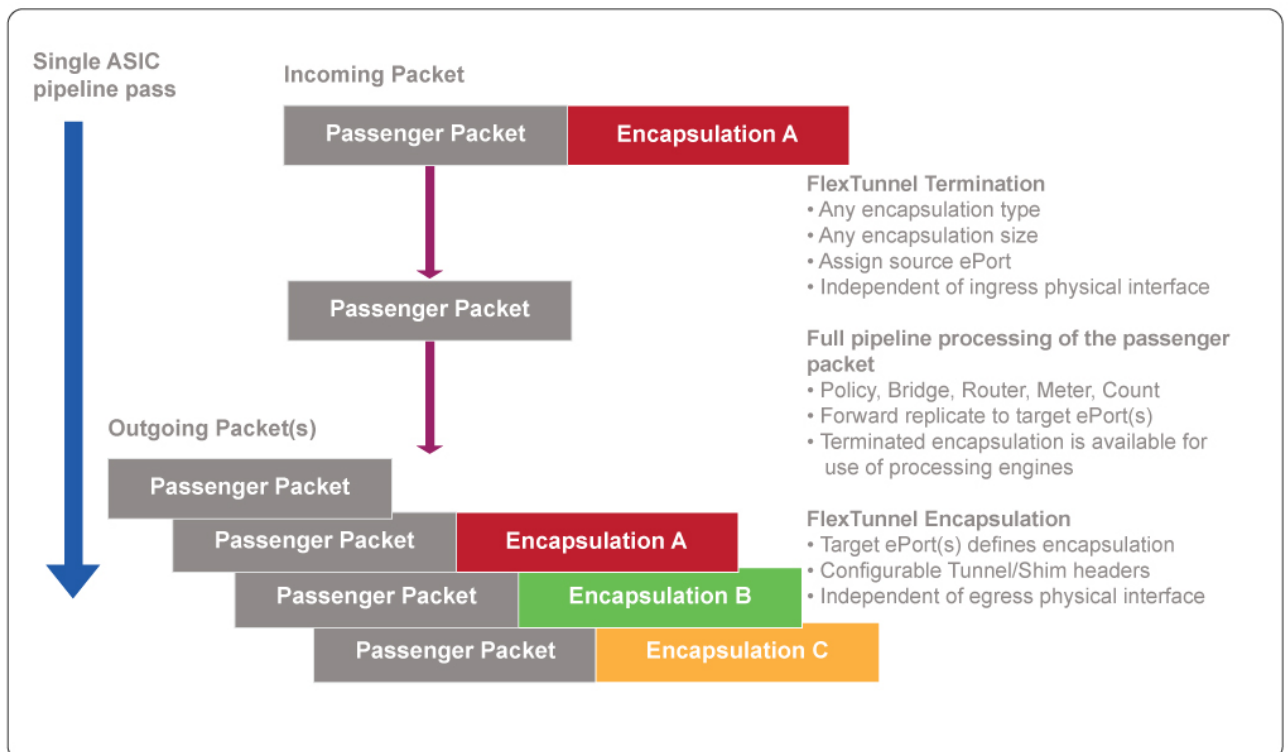 Single ASIC
pipeline pass
Incoming Packet
Passenger Packet
Encapsulation A
FlexTunnel Termination
• Any encapsulation type
• Any encapsulation size
• Assign source ePort
• Independent of ingress physical interface
Passenger Packet
Full pipeline processing of the passenger
packet
• Policy, Bridge, Router, Meter, Count
• Forward replicate to target ePort(s)
• Terminated encapsulation is available for
use of processing engines
Outgoing Packet(s)
Passenger Packet
Passenger Packet
Encapsulation A
Passenger Packet
Encapsulation B
Passenger Packet
Encapsulation C
FlexTunnel Encapsulation
• Target ePort(s) defines encapsulation
• Configurable Tunnel/Shim headers
• Independent of egress physical interface